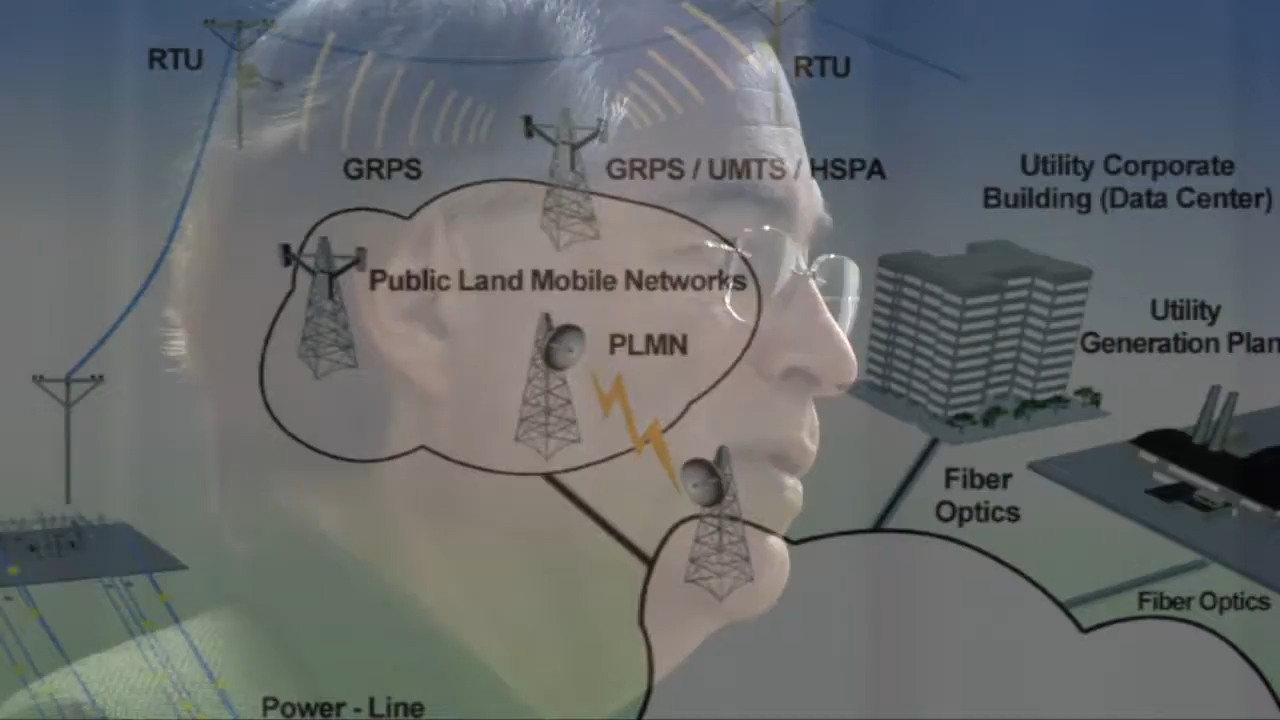 RTU
RTU
GRPS
GRPS / UMTS / HSPA
Utility Corporate
Building (Data Center)
Public Land Mobile Networks
PLMN
Utility
Generation Plan
Fiber
Optics
Fiber Optics
Power - Line